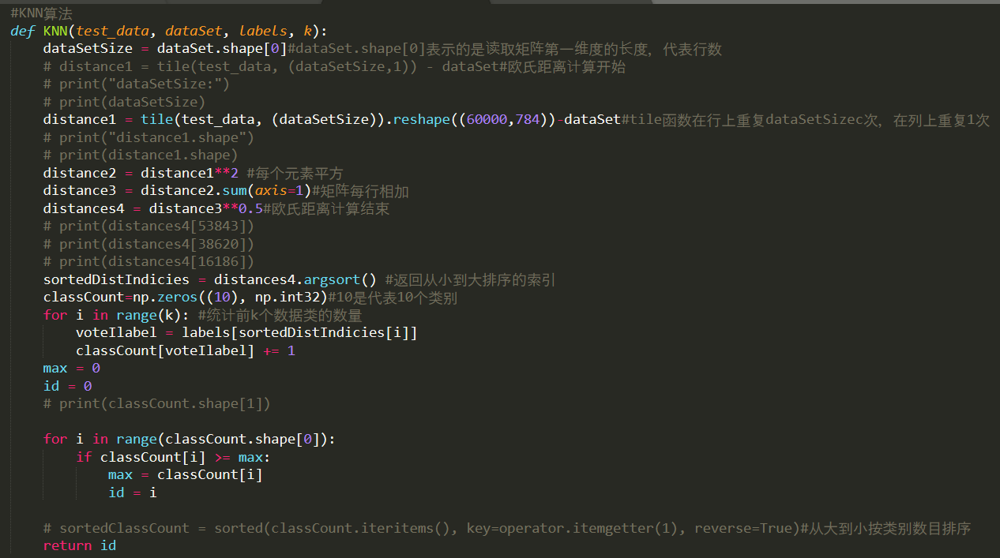 #KNN算法
def KNN(test_data, dataSet, labels, k):
    dataSetSize = dataSet.shape[0]#dataSet.shape[0]表示的是读取矩阵第一维度的长度，代表行数
    # distance1 = tile(test_data, (dataSetSize,1)) - dataSet#欧氏距离计算开始
    # print("dataSetSize:")
    # print(dataSetSize)
    distance1 = tile(test_data, (dataSetSize)).reshape((60000,784))-dataSet#tile函数在行上重复dataSetSizec次，在列上重复1次
    # print("distance1.shape")
    # print(distance1.shape)
    distance2 = distance1**2 #每个元素平方
    distance3 = distance2.sum(axis=1)#矩阵每行相加
    distances4 = distance3**0.5#欧氏距离计算结束
    # print(distances4[53843])
    # print(distances4[38620])
    # print(distances4[16186])
    sortedDistIndicies = distances4.argsort() #返回从小到大排序的索引
    classCount=np.zeros((10), np.int32)#10是代表10个类别
    for i in range(k): #统计前k个数据类的数量
        voteIlabel = labels[sortedDistIndicies[i]]
        classCount[voteIlabel] += 1
    max = 0
    id = 0
    # print(classCount.shape[1])
    for i in range(classCount.shape[0]):
        if classCount[i] >= max:
            max = classCount[i]
            id = i
    # sortedClassCount = sorted(classCount.iteritems(), key=operator.itemgetter(1), reverse=True)#从大到小按类别数目排序
    return id